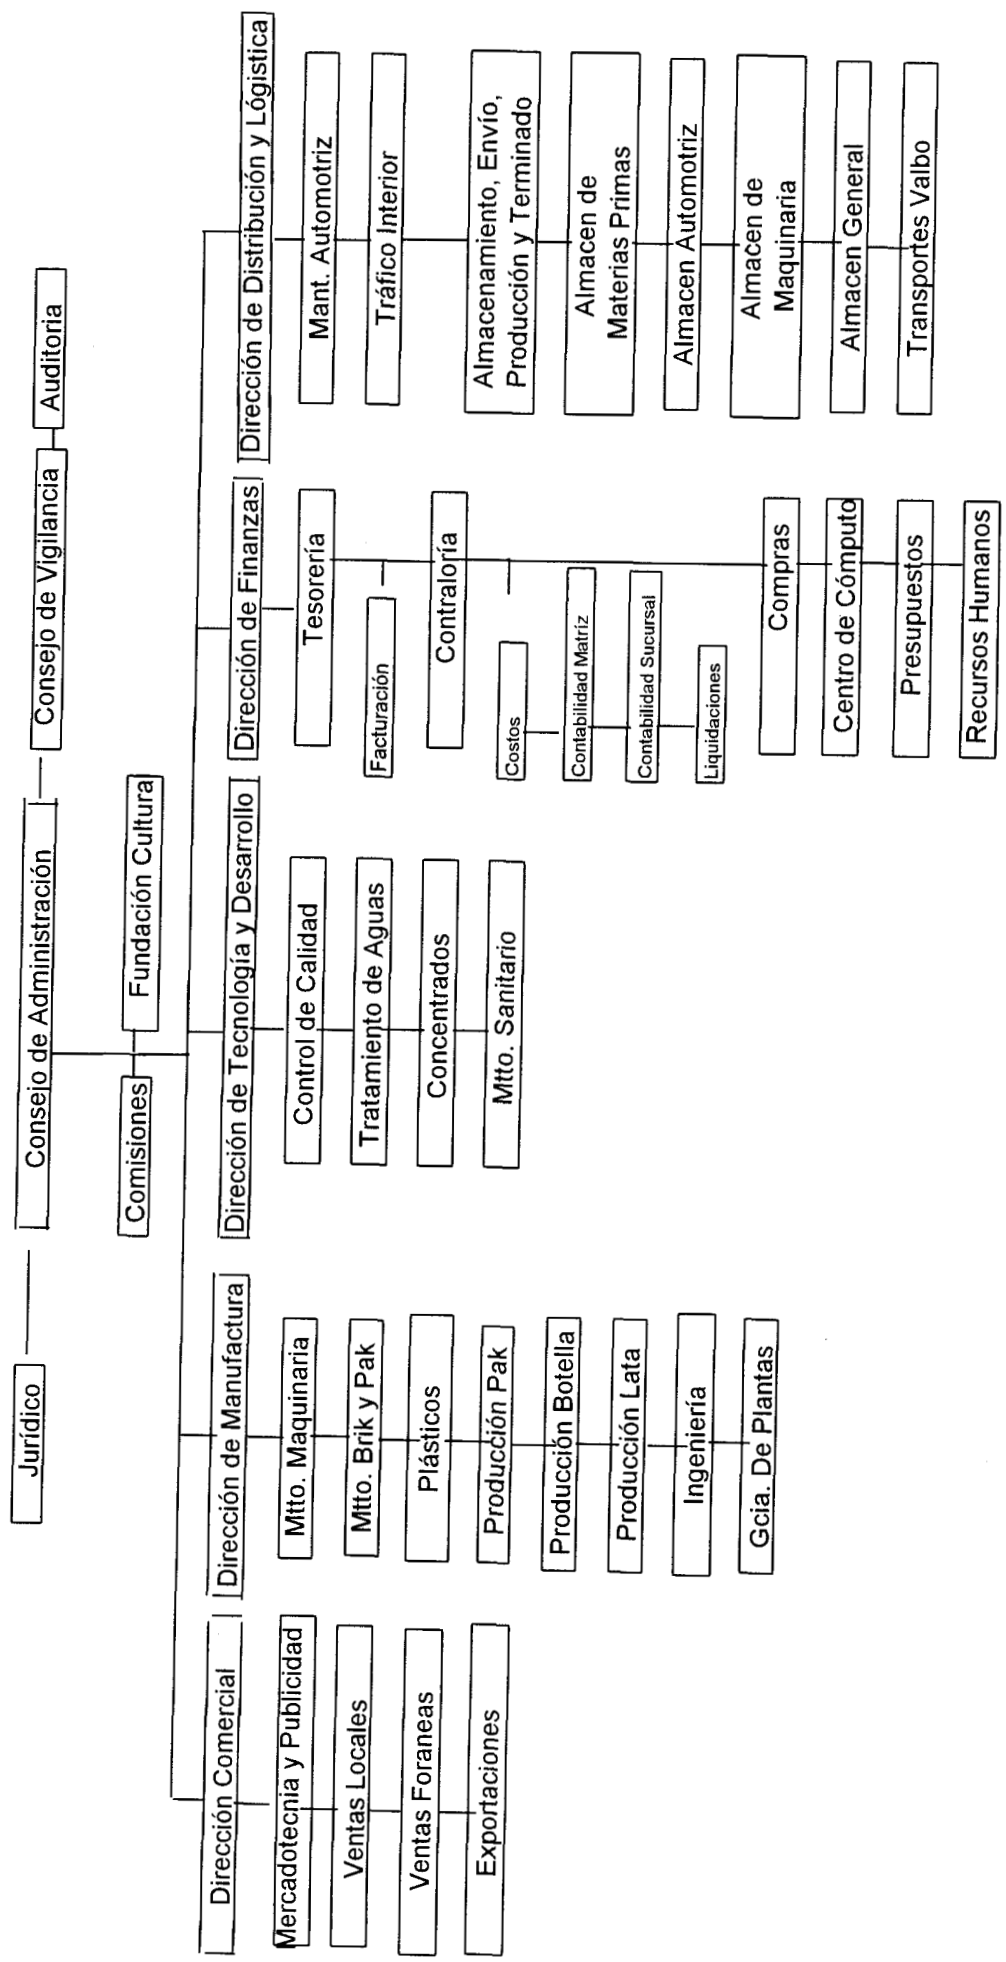 Jurídico
Consejo de Administración
Consejo de Vigilancia
Auditoria
Comisiones
Fundación Cultura
Dirección Comercial
Mercadotecnia y Publicidad
Ventas Locales
Ventas Foraneas
Exportaciones
Dirección de Manufactura
Mtto. Maquinaria
Mtto. Brik y Pak
Plásticos
Producción Pak
Producción Botella
Producción Lata
Ingeniería
Gcia. De Plantas
Dirección de Tecnología y Desarrollo
Control de Calidad
Tratamiento de Aguas
Concentrados
Mtto. Sanitario
Dirección de Finanzas
Tesorería
Facturación
Contraloría
Costos
Contabilidad Matríz
Contabilidad Sucursal
Liquidaciones
Compras
Centro de Cómputo
Presupuestos
Recursos Humanos
Dirección de Distribución y Lógistica
Mant. Automotriz
Tráfico Interior
Almacenamiento, Envío,
Producción y Terminado
Almacen de
Materias Primas
Almacen Automotriz
Almacen de
Maquinaria
Almacen General
Transportes Valbo